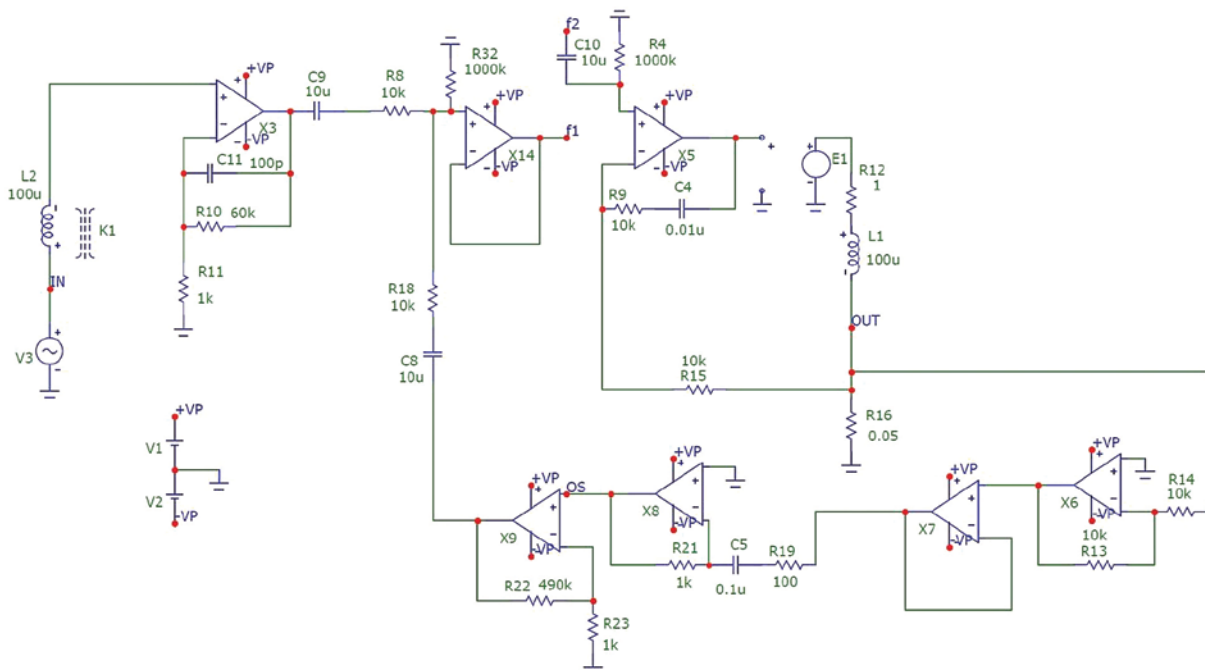 f2
C10
10u
R4
1000k
R32
1000k
+VP
C9
10u
R8
10k
+VP
+VP
X3
-VP
f1
X14
-VP
X5
-VP
E1
R12
1
C11
100p
L2
100u
K1
R10 60k
R9
10k
C4
0.01u
L1
100u
R11
1k
IN
R18
10k
OUT
V3
C8
10u
10k
R15
+VP
V1
V2
-VP
R16
0.05
+VP
OS
+VP
+VP
+VP
R14
10k
X9
-VP
X8
-VP
X7
-VP
X6
-VP
10k
R13
R21
1k
C5
0.1u
R19
100
R22 490k
R23
1k